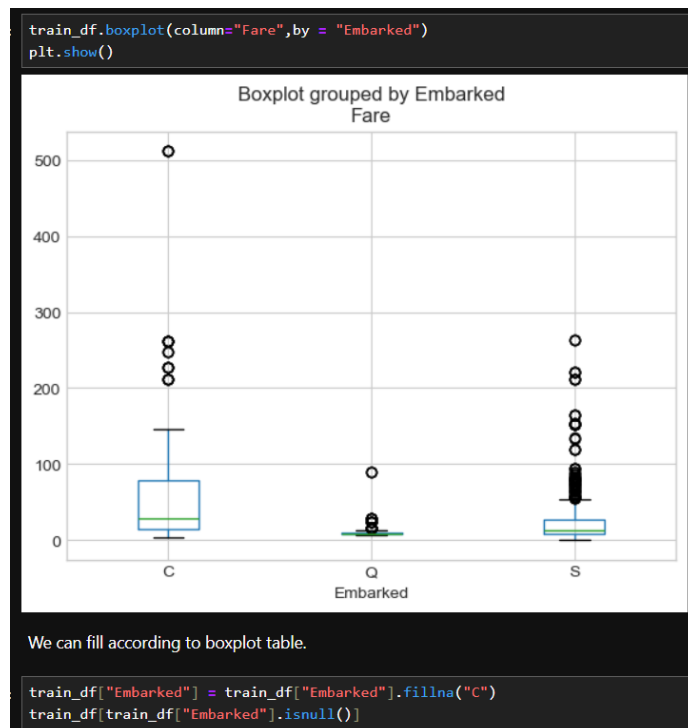 train_df.boxplot(column="Fare",by = "Embarked")
plt.show()
Boxplot grouped by Embarked
Fare
500
400
300
200
100
0
C Q S
Embarked
We can fill according to boxplot table.
train_df["Embarked"] = train_df["Embarked"].fillna("C")
train_df[train_df["Embarked"].isnull()]